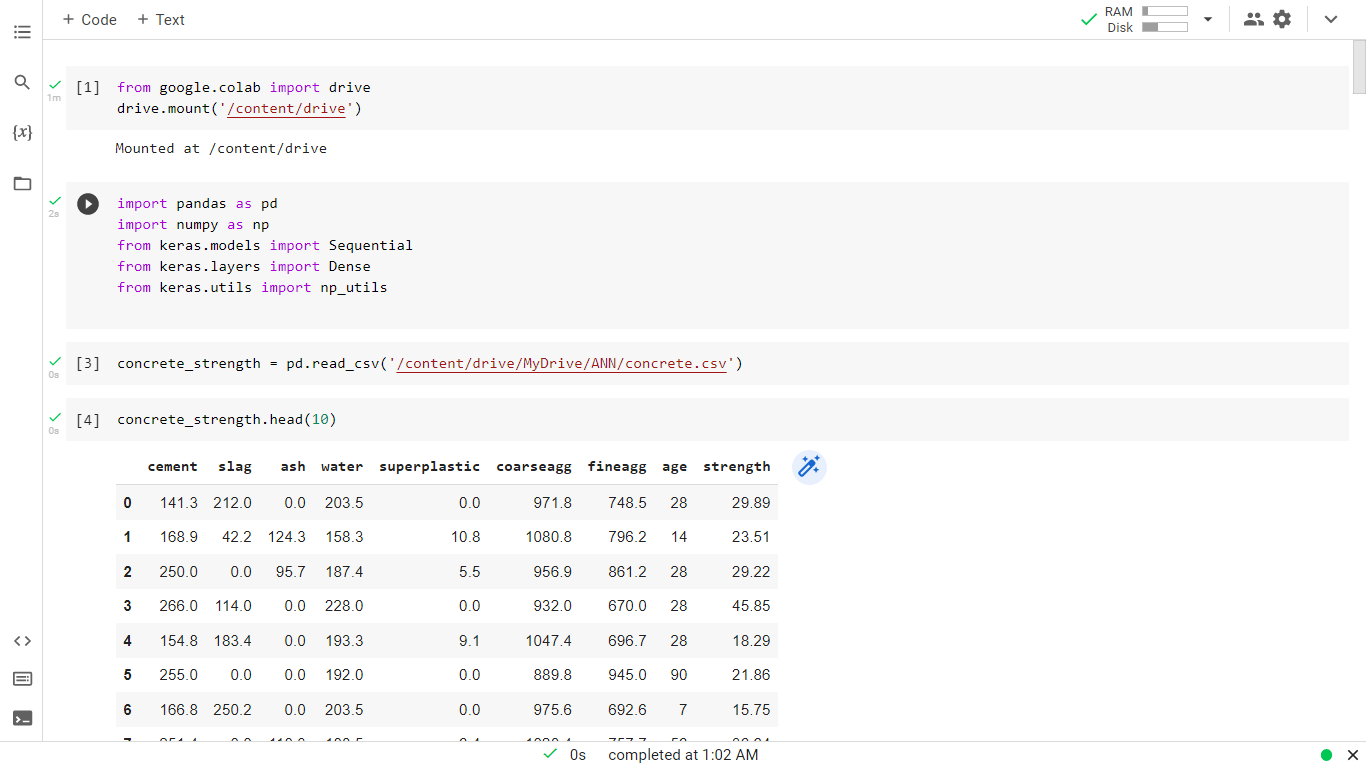 + Code + Text
RAM
Disk
{x}
1m
[1] from google.colab import drive
drive.mount('/content/drive')
Mounted at /content/drive
2s
import pandas as pd
import numpy as np
from keras.models import Sequential
from keras.layers import Dense
from keras.utils import np_utils
0s
[3] concrete_strength = pd.read_csv('/content/drive/MyDrive/ANN/concrete.csv')
0s
[4] concrete_strength.head(10)
cement slag ash water superplastic coarseagg fineagg age strength
0 141.3 212.0 0.0 203.5 0.0 971.8 748.5 28 29.89
1 168.9 42.2 124.3 158.3 10.8 1080.8 796.2 14 23.51
2 250.0 0.0 95.7 187.4 5.5 956.9 861.2 28 29.22
3 266.0 114.0 0.0 228.0 0.0 932.0 670.0 28 45.85
4 154.8 183.4 0.0 193.3 9.1 1047.4 696.7 28 18.29
5 255.0 0.0 0.0 192.0 0.0 889.8 945.0 90 21.86
6 166.8 250.2 0.0 203.5 0.0 975.6 692.6 7 15.75
0s completed at 1:02 AM